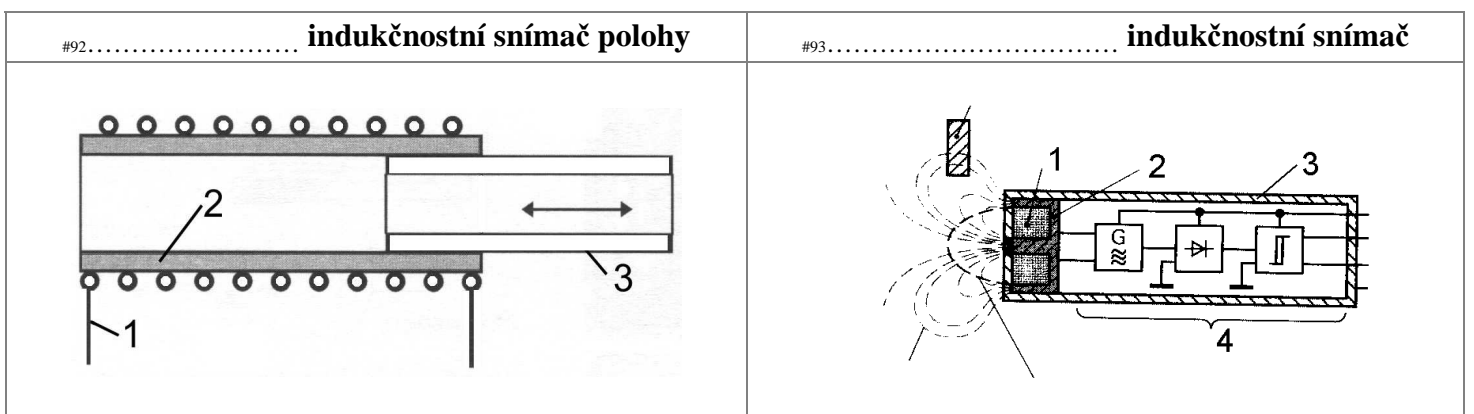 #92........................ indukčnostní snímač polohy
#93................................. indukčnostní snímač
2
3
1
1
2
3
G
4